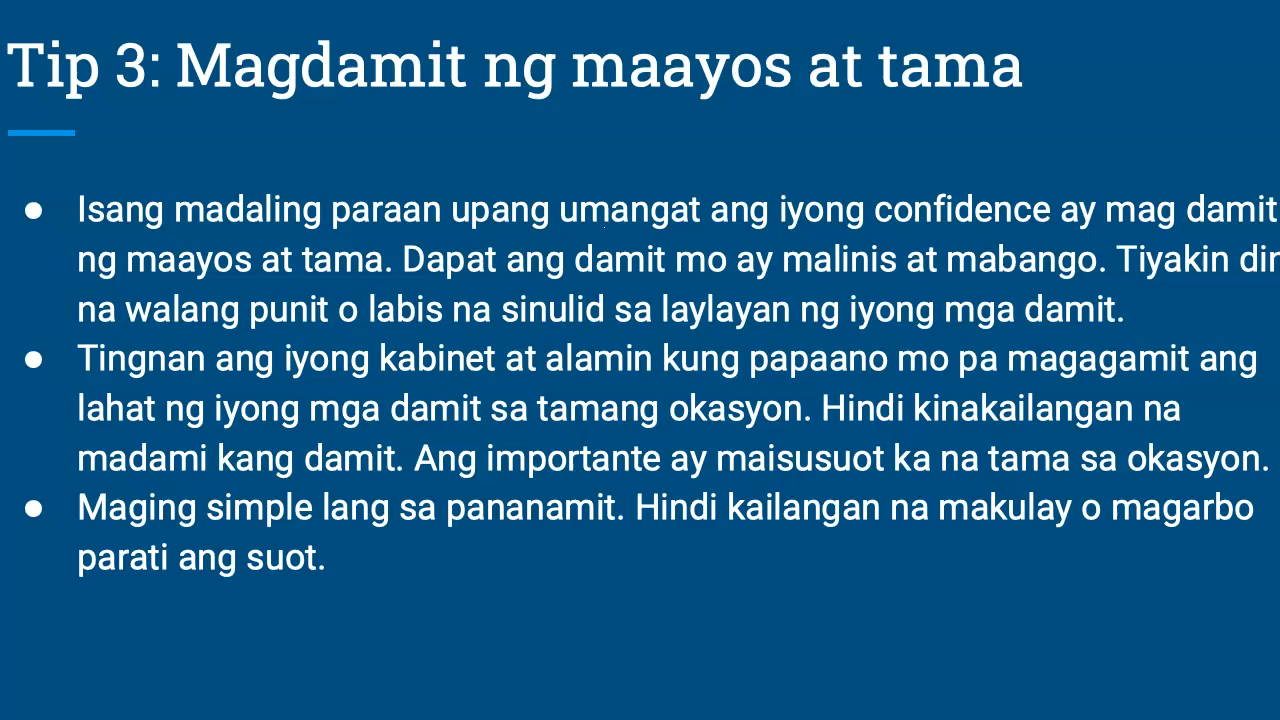 Tip 3: Magdamit ng maayos at tama
● Isang madaling paraan upang umangat ang iyong confidence ay mag damit
ng maayos at tama. Dapat ang damit mo ay malinis at mabango. Tiyakin din
na walang punit o labis na sinulid sa laylayan ng iyong mga damit.
● Tingnan ang iyong kabinet at alamin kung papaano mo pa magagamit ang
lahat ng iyong mga damit sa tamang okasyon. Hindi kinakailangan na
madami kang damit. Ang importante ay maisusuot ka na tama sa okasyon.
● Maging simple lang sa pananamit. Hindi kailangan na makulay o magarbo
parati ang suot.